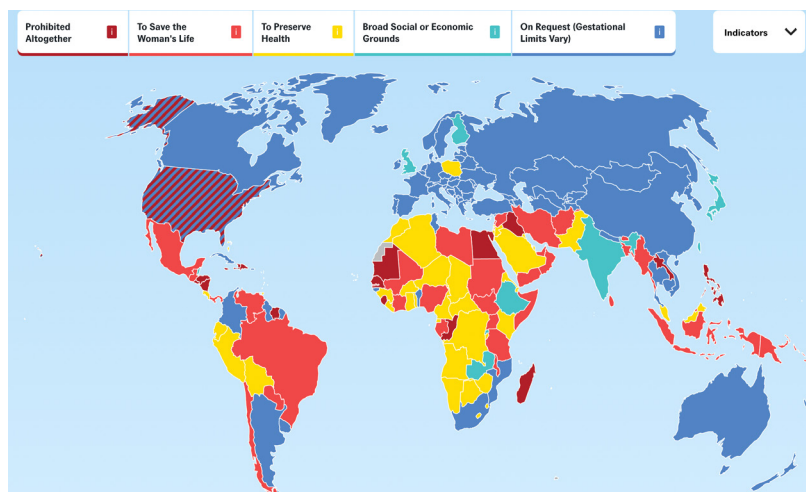 Prohibited
Altogether
i
To Save the
Woman's Life
i
To Preserve
Health
i
Broad Social or Economic
Grounds
i
On Request (Gestational
Limits Vary)
i
Indicators